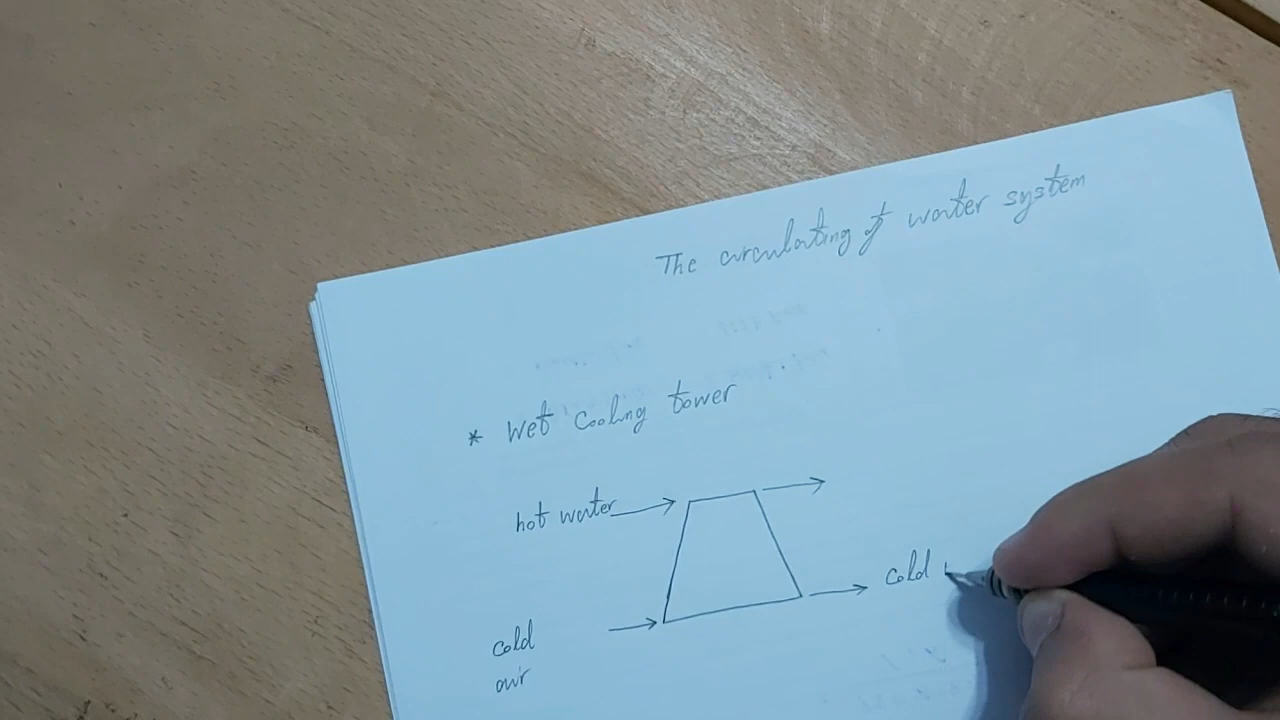 The circulating of water system
* Wet Cooling tower
hot water
cold
cold
air